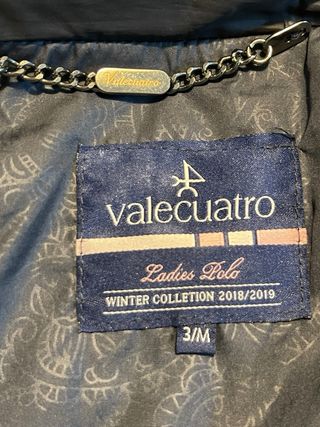 Valecuatro
valecuatro
Ladies Polo
WINTER COLLETION 2018/2019
3/M